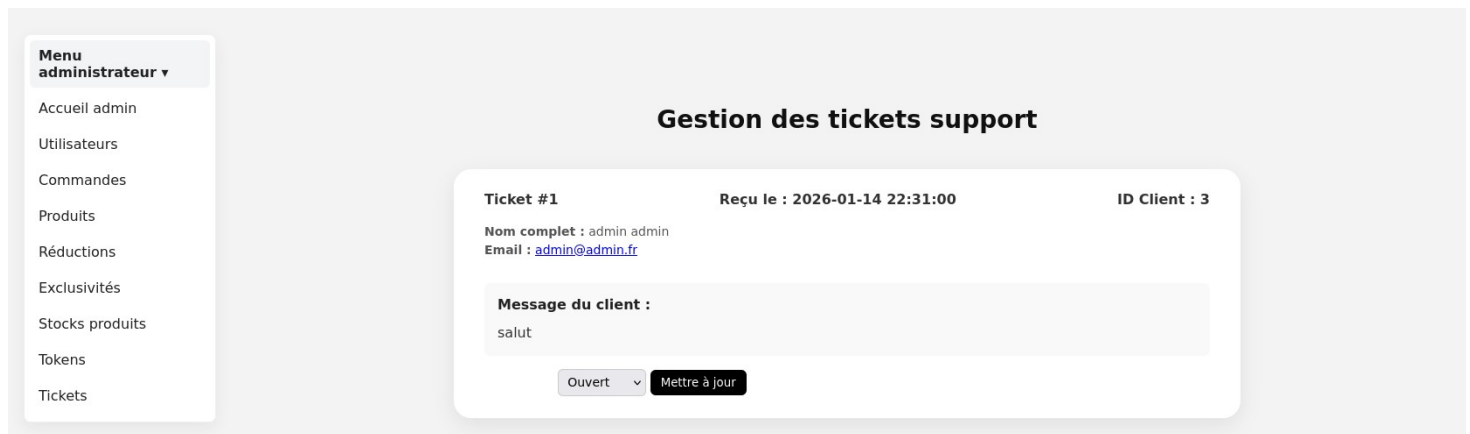 Menu
administrateur ▾
Accueil admin
Utilisateurs
Commandes
Produits
Réductions
Exclusivités
Stocks produits
Tokens
Tickets
Gestion des tickets support
Ticket #1 Reçu le : 2026-01-14 22:31:00 ID Client : 3
Nom complet : admin admin
Email : admin@admin.fr
Message du client :
salut
Ouvert Mettre à jour